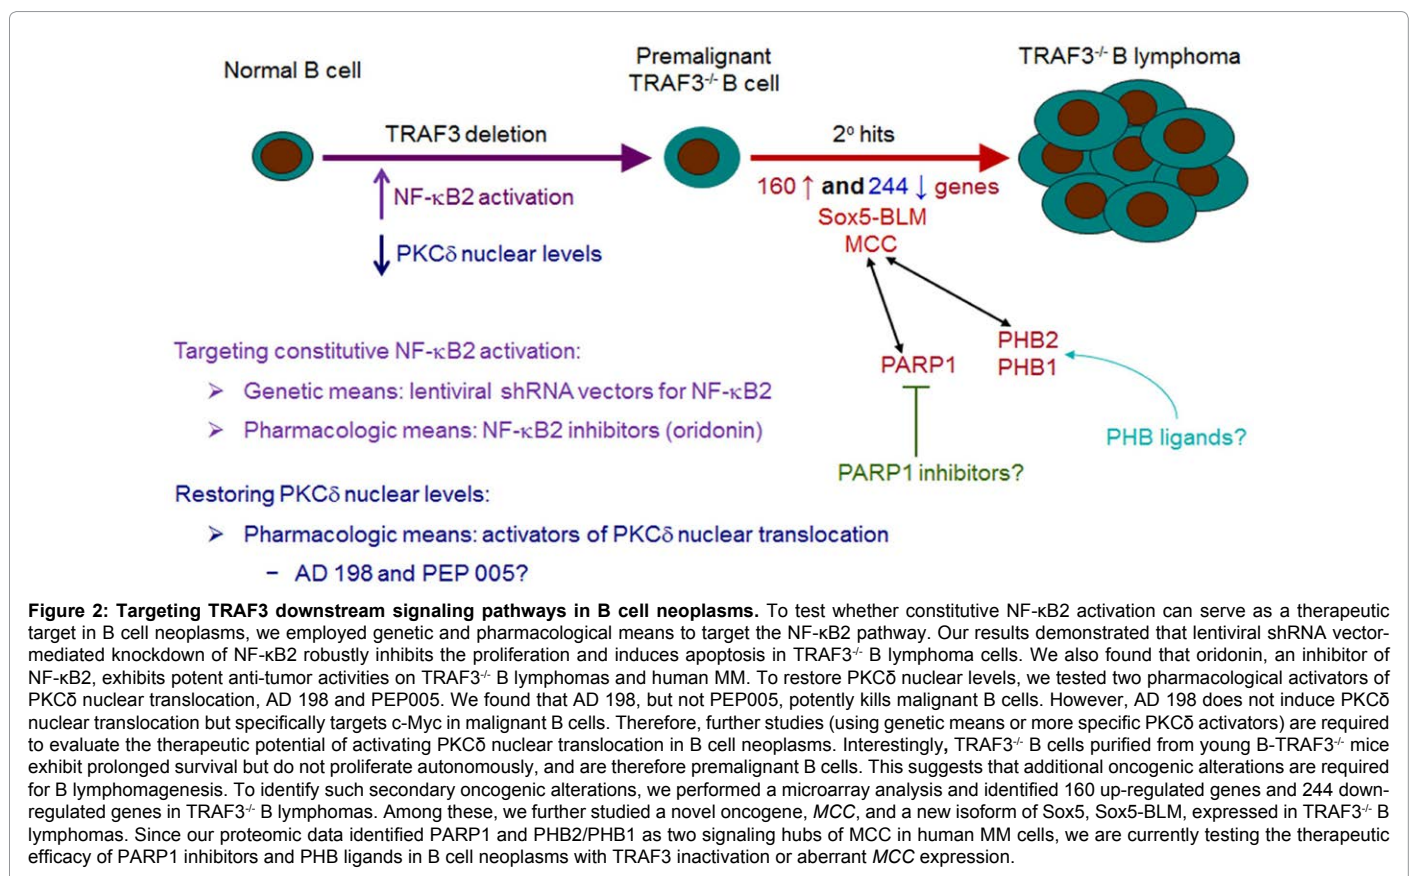 Normal B cell
Premalignant
TRAF3-/- B cell
TRAF3-/- B lymphoma
TRAF3 deletion
2o hits
NF-κB2 activation
PKCδ nuclear levels
160 ↑ and 244 ↓ genes
Sox5-BLM
MCC
PARP1
PHB2
PHB1
PARP1 inhibitors?
PHB ligands?
Targeting constitutive NF-κB2 activation:
➢ Genetic means: lentiviral shRNA vectors for NF-κB2
➢ Pharmacologic means: NF-κB2 inhibitors (oridonin)
Restoring PKCδ nuclear levels:
➢ Pharmacologic means: activators of PKCδ nuclear translocation
− AD 198 and PEP 005?
Figure 2: Targeting TRAF3 downstream signaling pathways in B cell neoplasms. To test whether constitutive NF-κB2 activation can serve as a therapeutic
target in B cell neoplasms, we employed genetic and pharmacological means to target the NF-κB2 pathway. Our results demonstrated that lentiviral shRNA vector-
mediated knockdown of NF-κB2 robustly inhibits the proliferation and induces apoptosis in TRAF3-/- B lymphoma cells. We also found that oridonin, an inhibitor of
NF-κB2, exhibits potent anti-tumor activities on TRAF3-/- B lymphomas and human MM. To restore PKCδ nuclear levels, we tested two pharmacological activators of
PKCδ nuclear translocation, AD 198 and PEP005. We found that AD 198, but not PEP005, potently kills malignant B cells. However, AD 198 does not induce PKCδ
nuclear translocation but specifically targets c-Myc in malignant B cells. Therefore, further studies (using genetic means or more specific PKCδ activators) are required
to evaluate the therapeutic potential of activating PKCδ nuclear translocation in B cell neoplasms. Interestingly, TRAF3-/- B cells purified from young B-TRAF3-/- mice
exhibit prolonged survival but do not proliferate autonomously, and are therefore premalignant B cells. This suggests that additional oncogenic alterations are required
for B lymphomagenesis. To identify such secondary oncogenic alterations, we performed a microarray analysis and identified 160 up-regulated genes and 244 down-
regulated genes in TRAF3-/- B lymphomas. Among these, we further studied a novel oncogene, MCC, and a new isoform of Sox5, Sox5-BLM, expressed in TRAF3-/- B
lymphomas. Since our proteomic data identified PARP1 and PHB2/PHB1 as two signaling hubs of MCC in human MM cells, we are currently testing the therapeutic
efficacy of PARP1 inhibitors and PHB ligands in B cell neoplasms with TRAF3 inactivation or aberrant MCC expression.